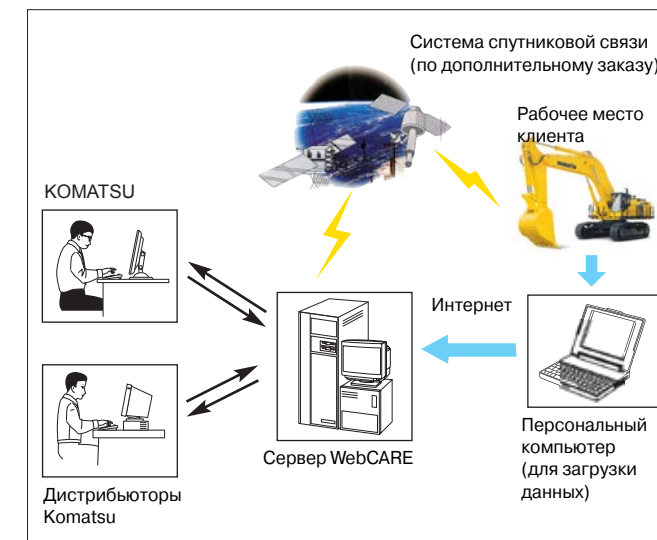 Система спутниковой связи
(по дополнительному заказу)
Рабочее место
клиента
KOMATSU
KOMATSU
Интернет
Сервер WebCARE
Персональный
компьютер
(для загрузки
данных)
Дистрибьюторы
Komatsu